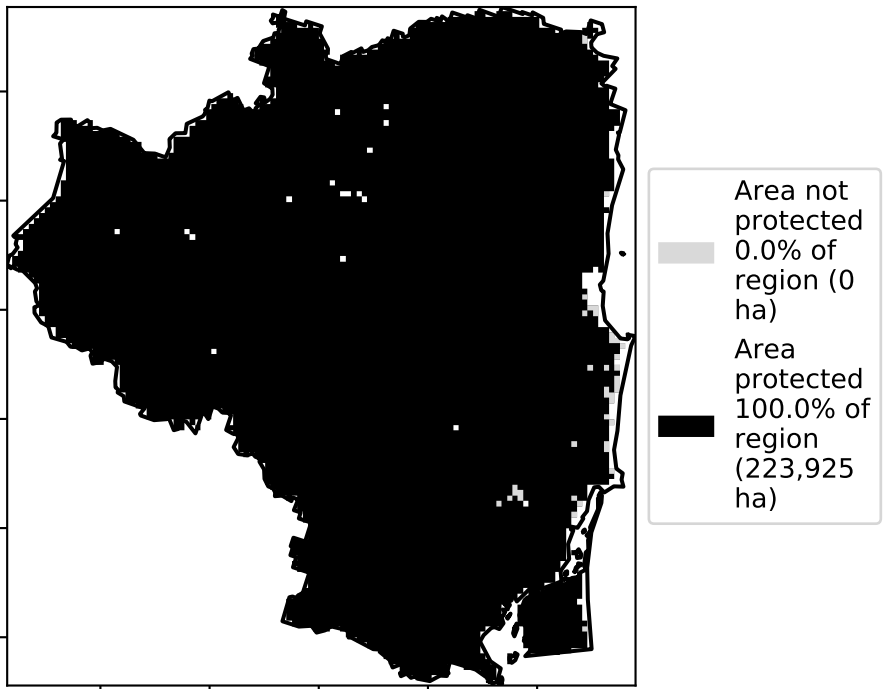 Area not
protected
0.0% of
region (0
ha)
Area
protected
100.0% of
region
(223,925
ha)